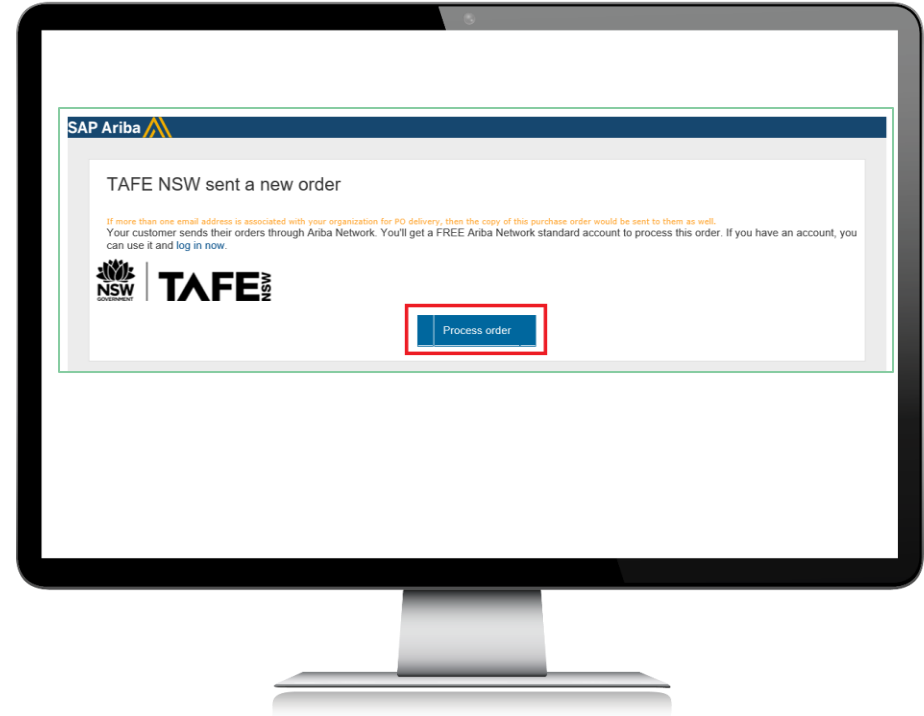 SAP Ariba
TAFE NSW sent a new order
If more than one email address is associated with your organization for PO delivery, then the copy of this purchase order would be sent to them as well.
Your customer sends their orders through Ariba Network. You'll get a FREE Ariba Network standard account to process this order. If you have an account, you
can use it and log in now.
NSW
GOVERNMENT
TAFE NSW
Process order